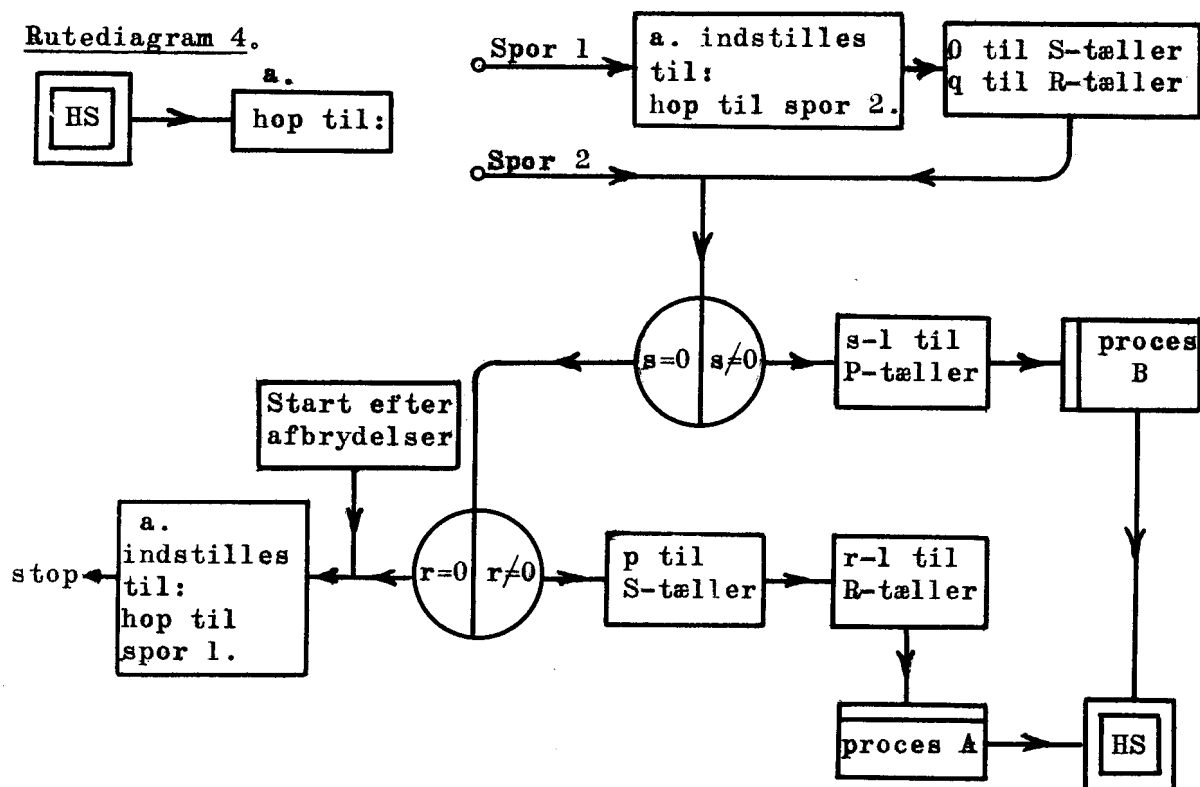 Rutediagram 4.
HS
a.
hop til:
Spor 1
a. indstilles
til:
hop til spor 2.
0 til S-tæller
q til R-tæller
Spor 2
s=0
s≠0
s-1 til
P-tæller
proces
B
Start efter
afbrydelser
a.
indstilles
til:
hop til
spor 1.
stop
r=0
r≠0
p til
S-tæller
r-1 til
R-tæller
proces A
HS